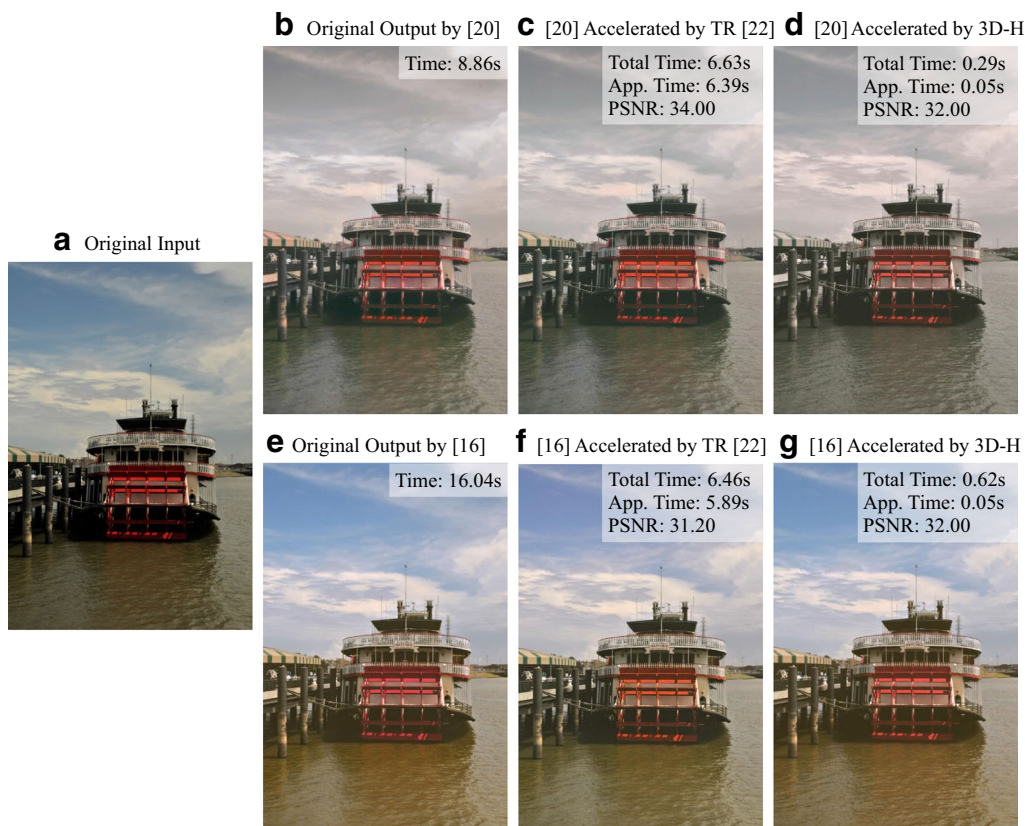 b Original Output by [20]
Time: 8.86s
c [20] Accelerated by TR [22]
Total Time: 6.63s
App. Time: 6.39s
PSNR: 34.00
d [20] Accelerated by 3D-H
Total Time: 0.29s
App. Time: 0.05s
PSNR: 32.00
a Original Input
e Original Output by [16]
Time: 16.04s
f [16] Accelerated by TR [22]
Total Time: 6.46s
App. Time: 5.89s
PSNR: 31.20
g [16] Accelerated by 3D-H
Total Time: 0.62s
App. Time: 0.05s
PSNR: 32.00